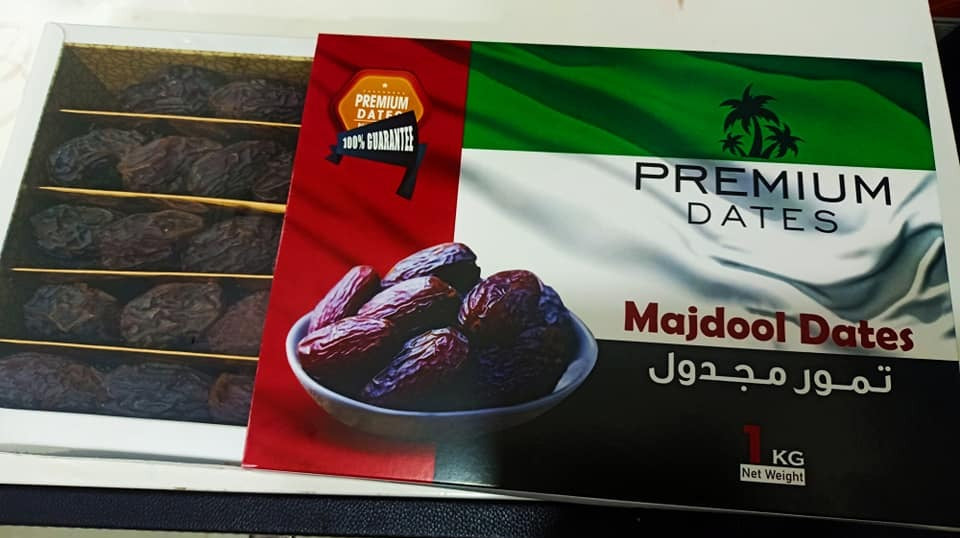 PREMIUM
DATES
100% GUARANTEE
PREMIUM
DATES
Majdool Dates
تمور مجدول
1 KG
Net Weight